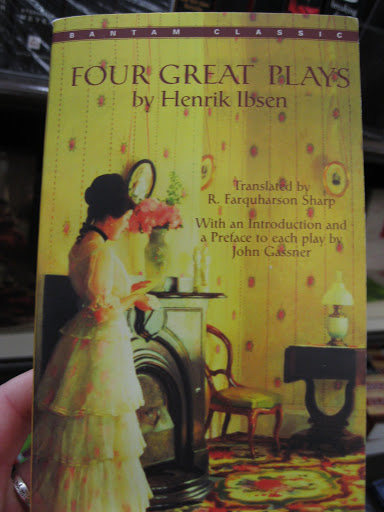 BANTAM CLASSIC
FOUR GREAT PLAYS
by Henrik Ibsen
Translated by
R. Farquharson Sharp
With an Introduction and
a Preface to each play by
John Gassner